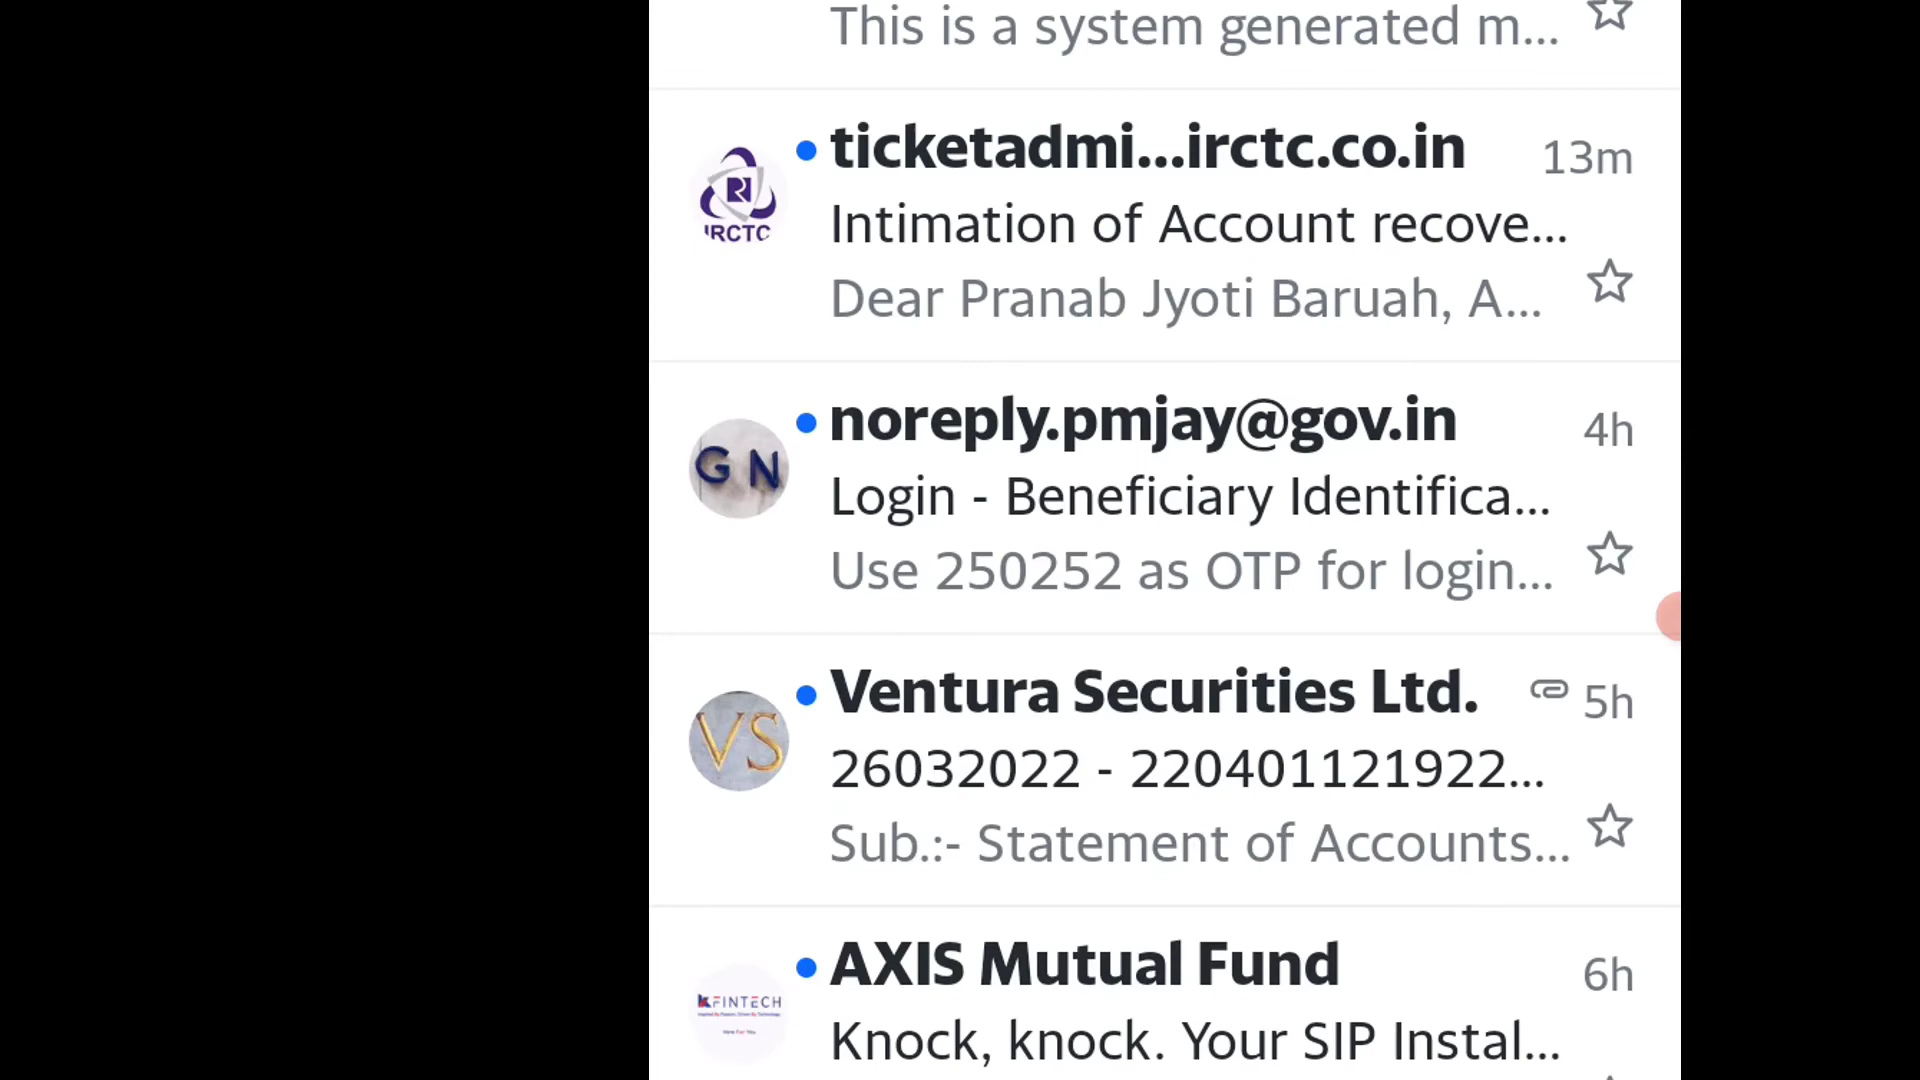 This is a system generated m...
ticketadmi...irctc.co.in
13m
IRCTC
Intimation of Account recove...
Dear Pranab Jyoti Baruah, A...
noreply.pmjay@gov.in
4h
G N
Login - Beneficiary Identifica...
Use 250252 as OTP for login...
Ventura Securities Ltd.
5h
VS
26032022 - 220401121922...
Sub.:- Statement of Accounts...
AXIS Mutual Fund
6h
KFINTECH
Knock, knock. Your SIP Instal...